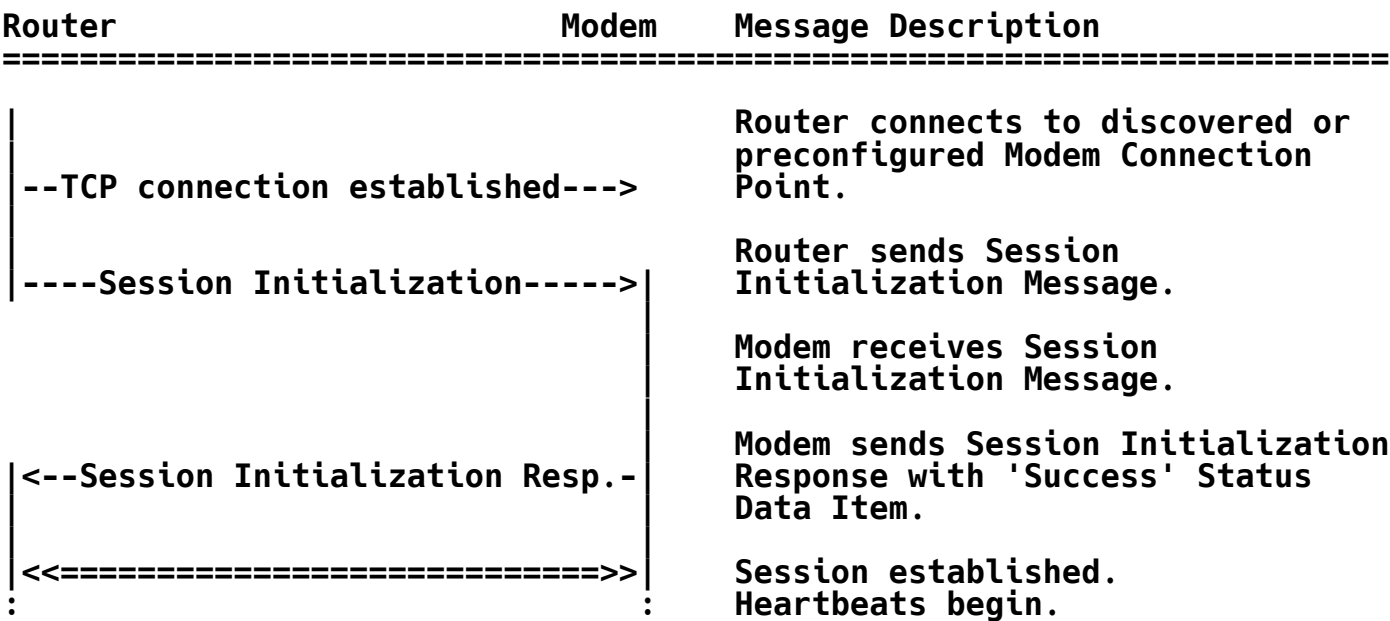 Router                       Modem    Message Description
========================================================================

|                                     Router connects to discovered or
|                                     preconfigured Modem Connection
|--TCP connection established--->     Point.
|
|                                     Router sends Session
|----Session Initialization----->|    Initialization Message.
                                 |
                                 |    Modem receives Session
                                 |    Initialization Message.
                                 |
                                 |    Modem sends Session Initialization
|<--Session Initialization Resp.-|    Response with 'Success' Status
|                                |    Data Item.
|                                |
|<<============================>>|    Session established.
:                                :    Heartbeats begin.